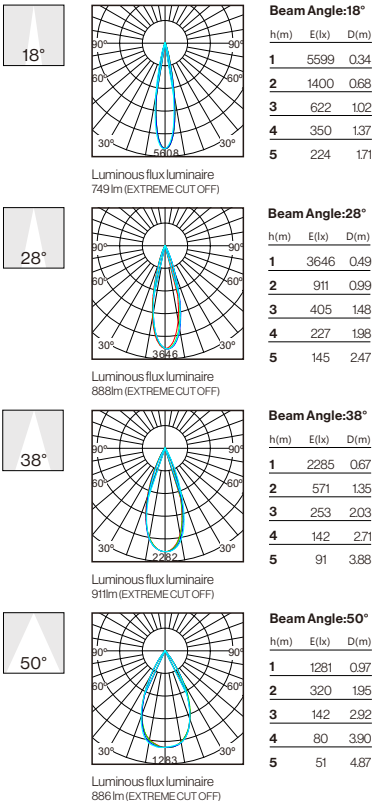 18°
90° 90°
60° 60°
30° 30°
5608
Luminous flux luminaire
749 lm (EXTREME CUT OFF)
Beam Angle:18°
h(m) E(lx) D(m)
1 5599 0.34
2 1400 0.68
3 622 1.02
4 350 1.37
5 224 1.71
28°
90° 90°
60° 60°
30° 30°
3646
Luminous flux luminaire
888lm (EXTREME CUT OFF)
Beam Angle:28°
h(m) E(lx) D(m)
1 3646 0.49
2 911 0.99
3 405 1.48
4 227 1.98
5 145 2.47
38°
90° 90°
60° 60°
30° 30°
2282
Luminous flux luminaire
911lm (EXTREME CUT OFF)
Beam Angle:38°
h(m) E(lx) D(m)
1 2285 0.67
2 571 1.35
3 253 2.03
4 142 2.71
5 91 3.88
50°
90° 90°
60° 60°
30° 30°
1283
Luminous flux luminaire
886 lm (EXTREME CUT OFF)
Beam Angle:50°
h(m) E(lx) D(m)
1 1281 0.97
2 320 1.95
3 142 2.92
4 80 3.90
5 51 4.87